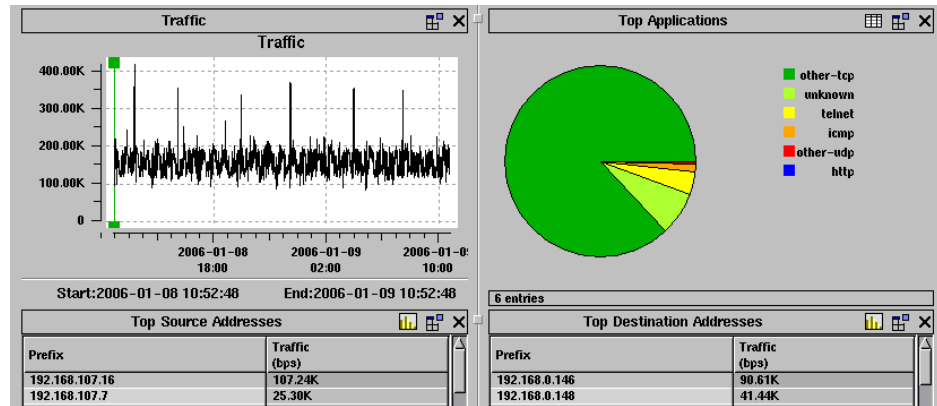 Traffic
Top Applications
Traffic
400.00K
300.00K
200.00K
100.00K
0
2006-01-08 18:00
2006-01-09 02:00
2006-01-0 10:00
Start:2006-01-08 10:52:48
End:2006-01-09 10:52:48
other-tcp
unknown
telnet
icmp
other-udp
http
6 entries
Top Source Addresses
Prefix Traffic (bps)
192.168.107.16 107.24K
192.168.107.7 25.30K
Top Destination Addresses
Prefix Traffic (bps)
192.168.0.146 90.61K
192.168.0.148 41.44K